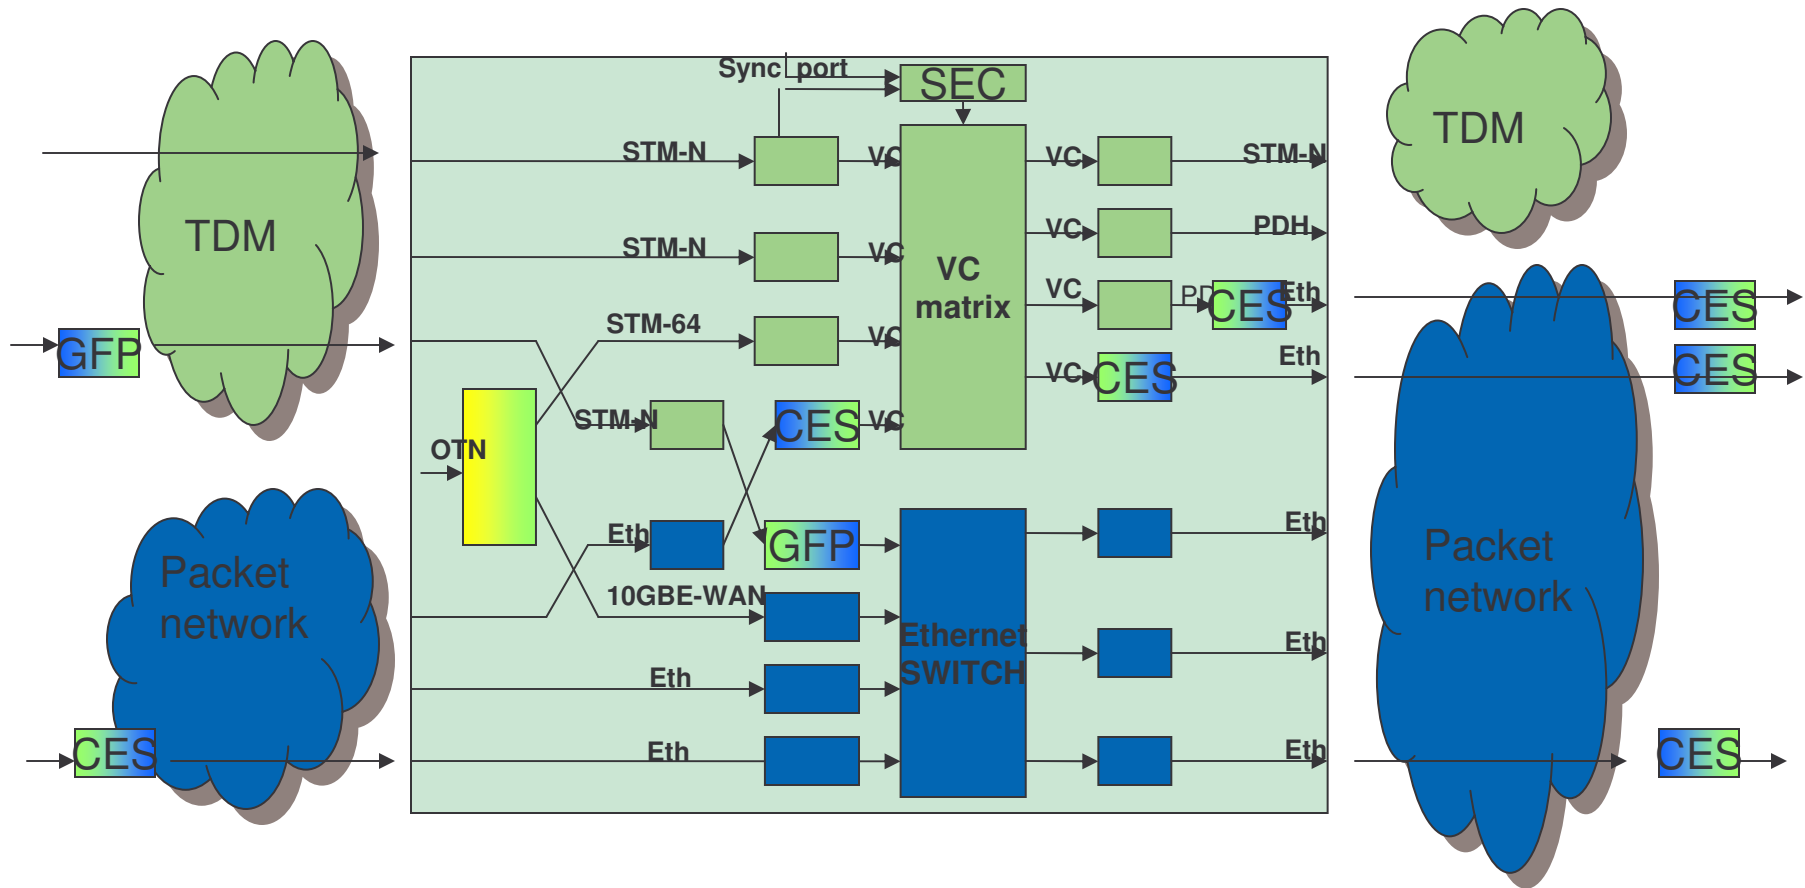 Sync port
SEC
TDM
STM-N
VC
VC
STM-N
TDM
STM-N
VC
VC
PDH
VC
matrix
VC
PD
CES
Eth
CES
GFP
STM-64
VC
VC
CES
Eth
CES
STM-N
CES
VC
OTN
Eth
GFP
Eth
Packet
network
10GBE-WAN
Ethernet
SWITCH
Eth
Packet
network
Eth
CES
Eth
Eth
CES